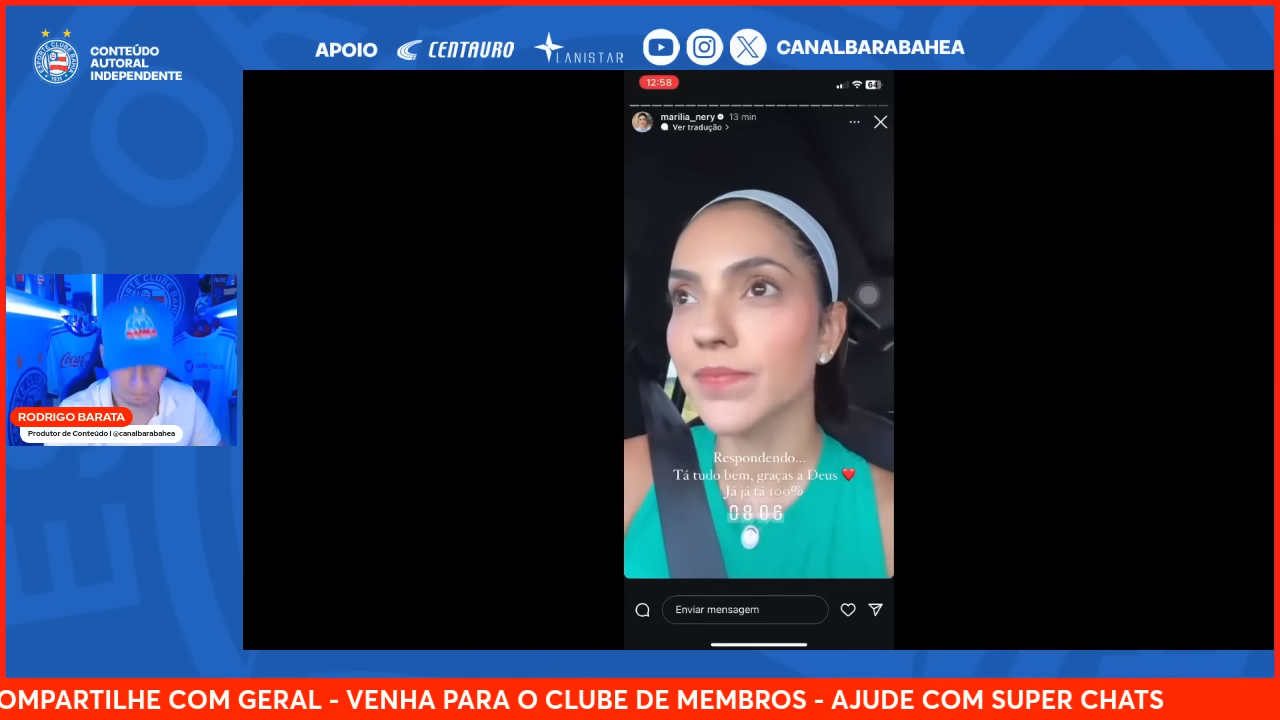 CONTEÚDO
AUTORAL
INDEPENDENTE
APOIO
CENTAURO
LANISTAR
CANALBARABAHEA
12:58
64
marilia_nery 13 min
Ver tradução
Respondendo...
Tá tudo bem, graças a Deus ❤️
Já já tá 100%
08 06
Enviar mensagem
RODRIGO BARATA
Produtor de Conteúdo | @canalbarabahea
OMPARTILHE COM GERAL - VENHA PARA O CLUBE DE MEMBROS - AJUDE COM SUPER CHATS